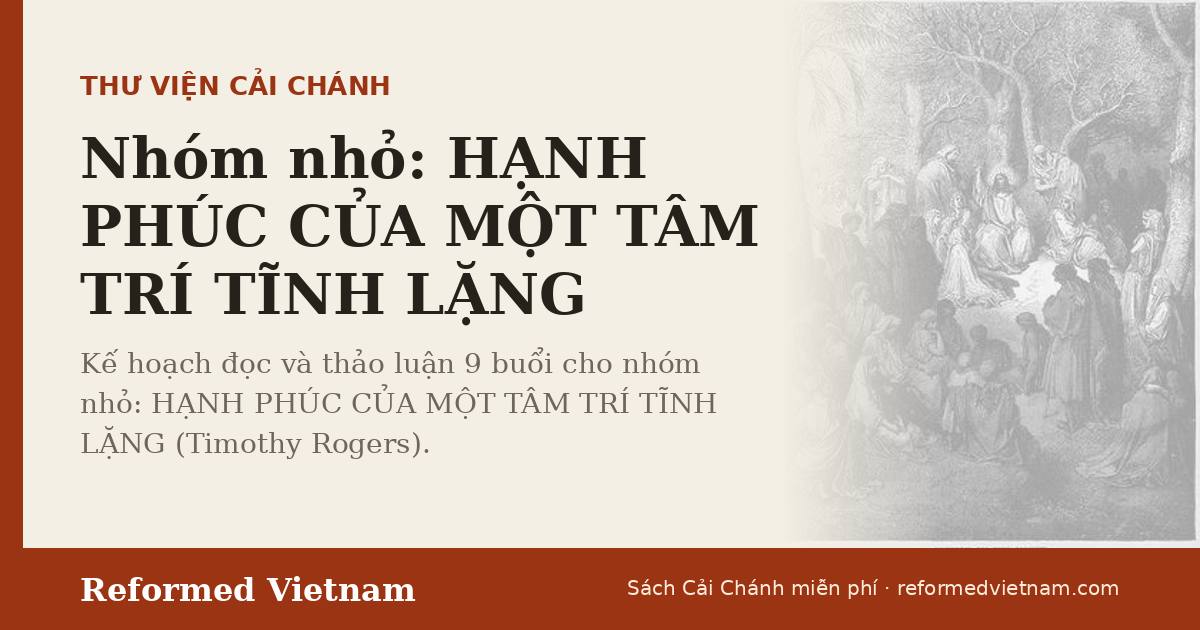 THƯ VIỆN CẢI CHÁNH
Nhóm nhỏ: HẠNH
PHÚC CỦA MỘT TÂM
TRÍ TĨNH LẶNG
Kế hoạch đọc và thảo luận 9 buổi cho nhóm
nhỏ: HẠNH PHÚC CỦA MỘT TÂM TRÍ TĨNH
LẶNG (Timothy Rogers).
Reformed Vietnam
Sách Cải Chánh miễn phí · reformedvietnam.com